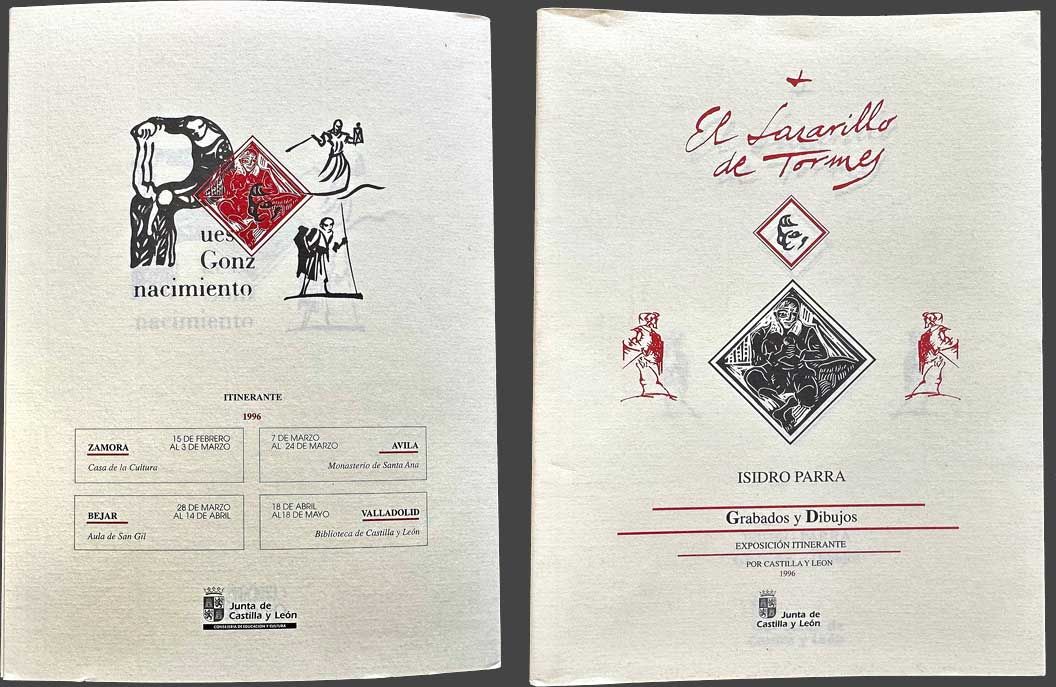 ues
Gonz
nacimiento
ITINERANTE
1996
ZAMORA
15 DE FEBRERO
AL 3 DE MARZO
Casa de la Cultura
7 DE MARZO
AL 24 DE MARZO
AVILA
Monasterio de Santa Ana
BEJAR
28 DE MARZO
AL 14 DE ABRIL
Aula de San Gil
18 DE ABRIL
AL 18 DE MAYO
VALLADOLID
Biblioteca de Castilla y León
Junta de
Castilla y León
CONSEJERIA DE EDUCACION Y CULTURA
El Lazarillo
de Tormes
ISIDRO PARRA
Grabados y Dibujos
EXPOSICIÓN ITINERANTE
POR CASTILLA Y LEON
1996
Junta de
Castilla y León